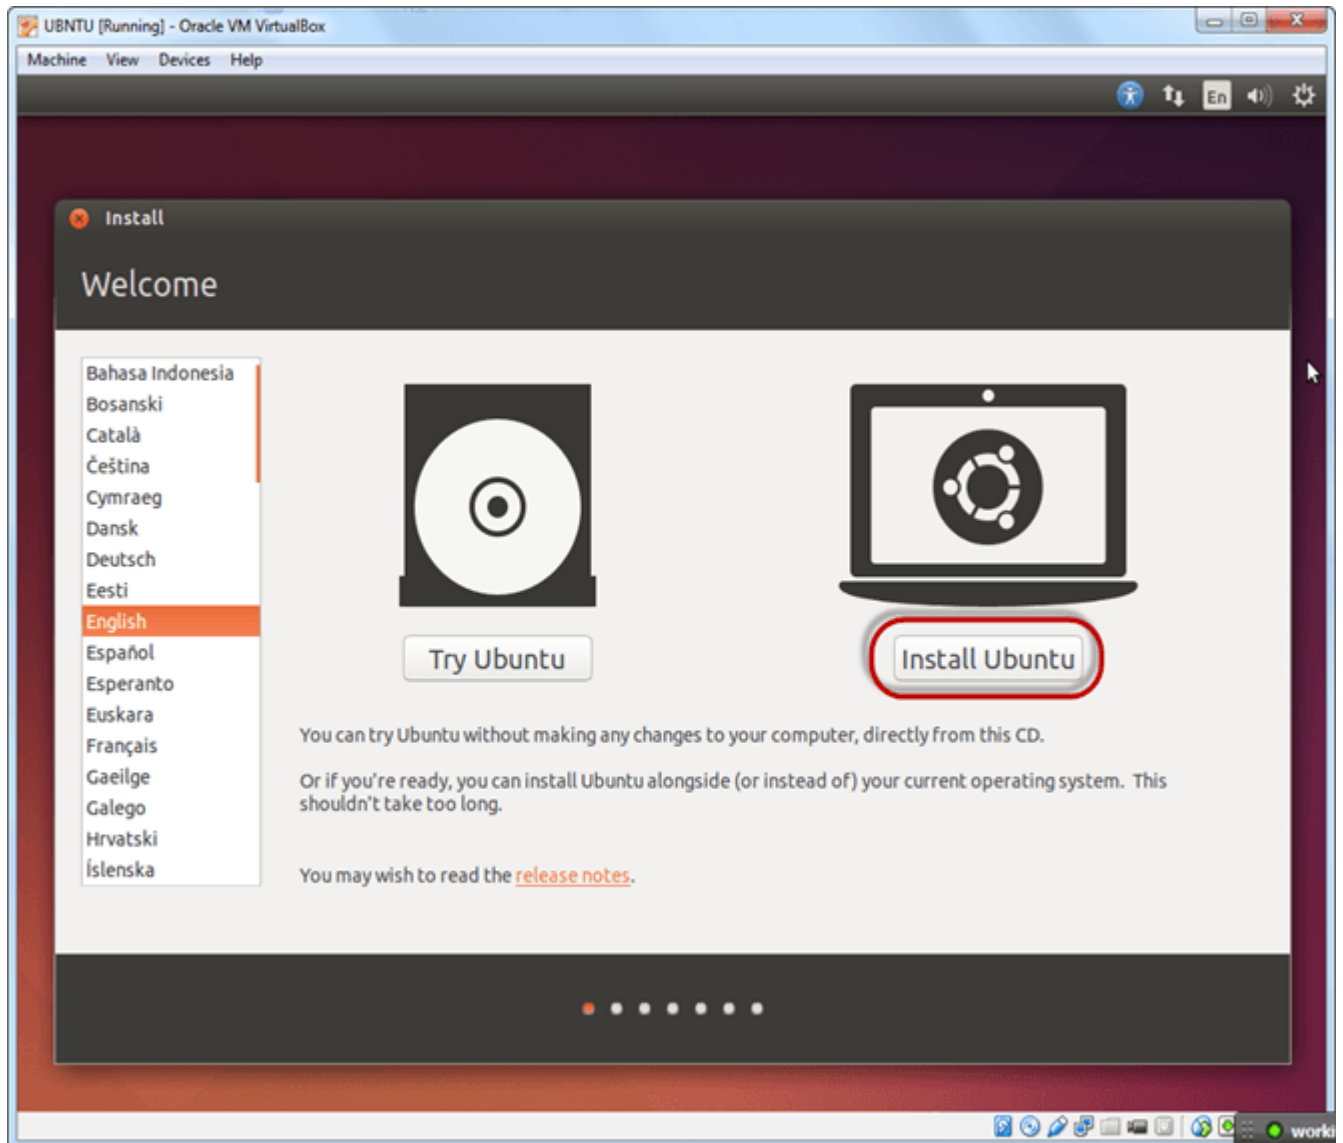 UBNTU [Running] - Oracle VM VirtualBox
Machine View Devices Help
En
Install
Welcome
Bahasa Indonesia
Bosanski
Català
Čeština
Cymraeg
Dansk
Deutsch
Eesti
English
Español
Esperanto
Euskara
Français
Gaeilge
Galego
Hrvatski
Íslenska
Try Ubuntu
Install Ubuntu
You can try Ubuntu without making any changes to your computer, directly from this CD.
Or if you're ready, you can install Ubuntu alongside (or instead of) your current operating system. This
shouldn't take too long.
You may wish to read the release notes.
worki